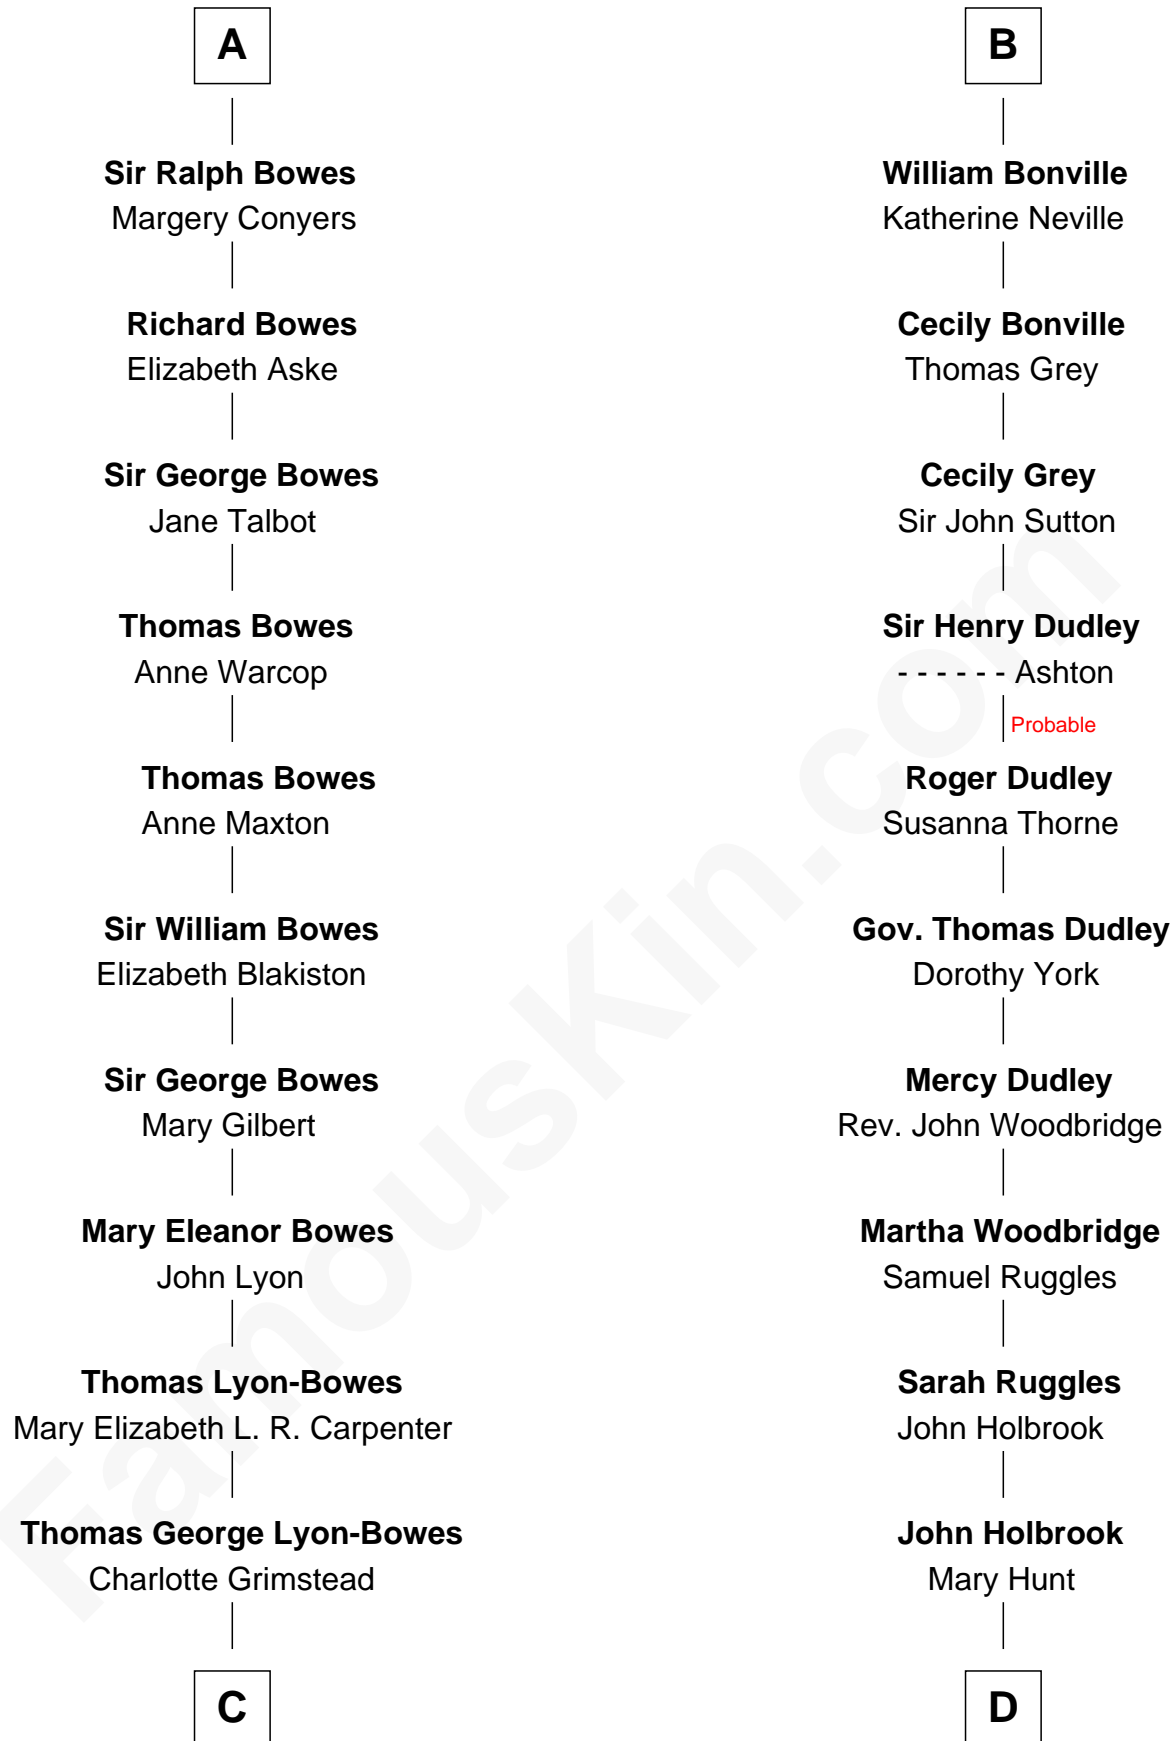 A
Sir Ralph Bowes
Margery Conyers
Richard Bowes
Elizabeth Aske
Sir George Bowes
Jane Talbot
Thomas Bowes
Anne Warcop
Thomas Bowes
Anne Maxton
Sir William Bowes
Elizabeth Blakiston
Sir George Bowes
Mary Gilbert
Mary Eleanor Bowes
John Lyon
Thomas Lyon-Bowes
Mary Elizabeth L. R. Carpenter
Thomas George Lyon-Bowes
Charlotte Grimstead
C
B
William Bonville
Katherine Neville
Cecily Bonville
Thomas Grey
Cecily Grey
Sir John Sutton
Sir Henry Dudley
- - - - - - Ashton
Probable
Roger Dudley
Susanna Thorne
Gov. Thomas Dudley
Dorothy York
Mercy Dudley
Rev. John Woodbridge
Martha Woodbridge
Samuel Ruggles
Sarah Ruggles
John Holbrook
John Holbrook
Mary Hunt
D
FamousKin.com